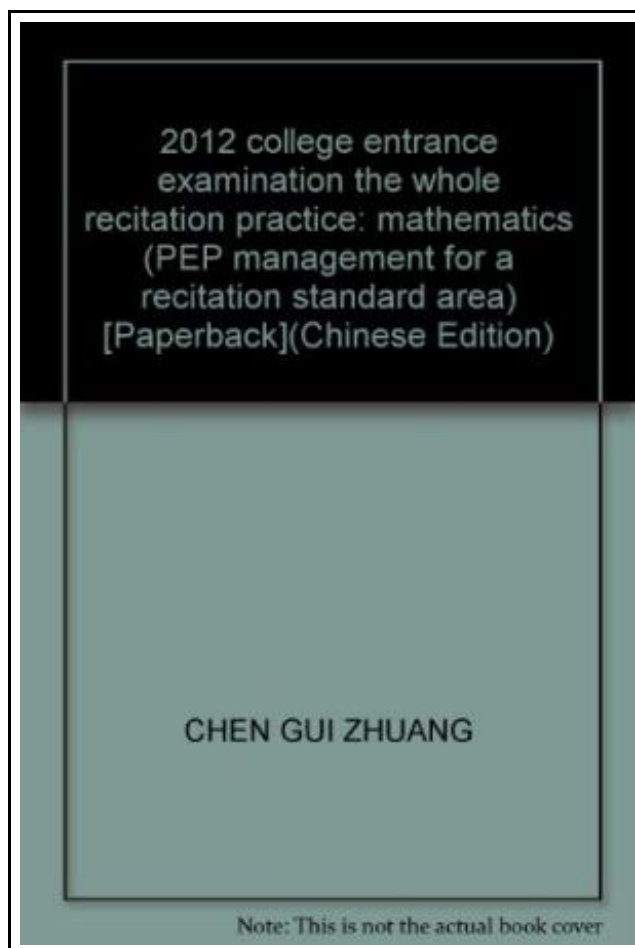 2012 college entrance
examination the whole
recitation practice: mathematics
(PEP management for a
recitation standard area)
[Paperback](Chinese Edition)
CHEN GUI ZHUANG
Note: This is not the actual book cover